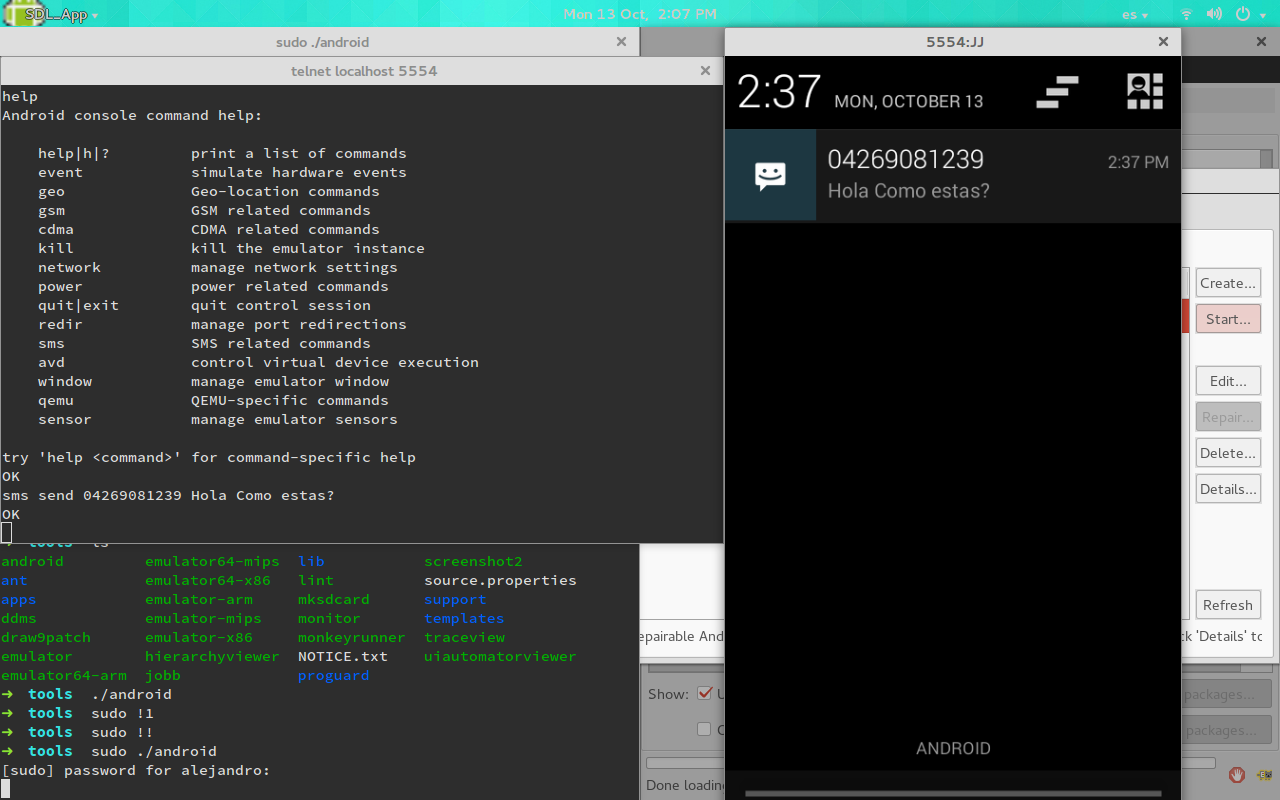 SDL_App
Mon 13 Oct, 2:07 PM
es
sudo ./android
telnet localhost 5554
help
Android console command help:
help|h|? print a list of commands
event simulate hardware events
geo Geo-location commands
gsm GSM related commands
cdma CDMA related commands
kill kill the emulator instance
network manage network settings
power power related commands
quit|exit quit control session
redir manage port redirections
sms SMS related commands
avd control virtual device execution
window manage emulator window
qemu QEMU-specific commands
sensor manage emulator sensors
try 'help <command>' for command-specific help
OK
sms send 04269081239 Hola Como estas?
OK
➜ tools ls
android emulator64-mips lib screenshot2
ant emulator64-x86 lint source.properties
apps emulator-arm mksdcard support
ddms emulator-mips monitor templates
draw9patch emulator-x86 monkeyrunner traceview
emulator hierarchyviewer NOTICE.txt uiautomatorviewer
emulator64-arm jobb proguard
➜ tools ./android
➜ tools sudo !1
➜ tools sudo !!
➜ tools sudo ./android
[sudo] password for alejandro:
5554:JJ
2:37 MON, OCTOBER 13
04269081239 2:37 PM
Hola Como estas?
ANDROID
Create...
Start...
Edit...
Repair...
Delete...
Details...
Refresh
epairable And
ck 'Details' to
Show: U
packages...
packages...
Done loadin